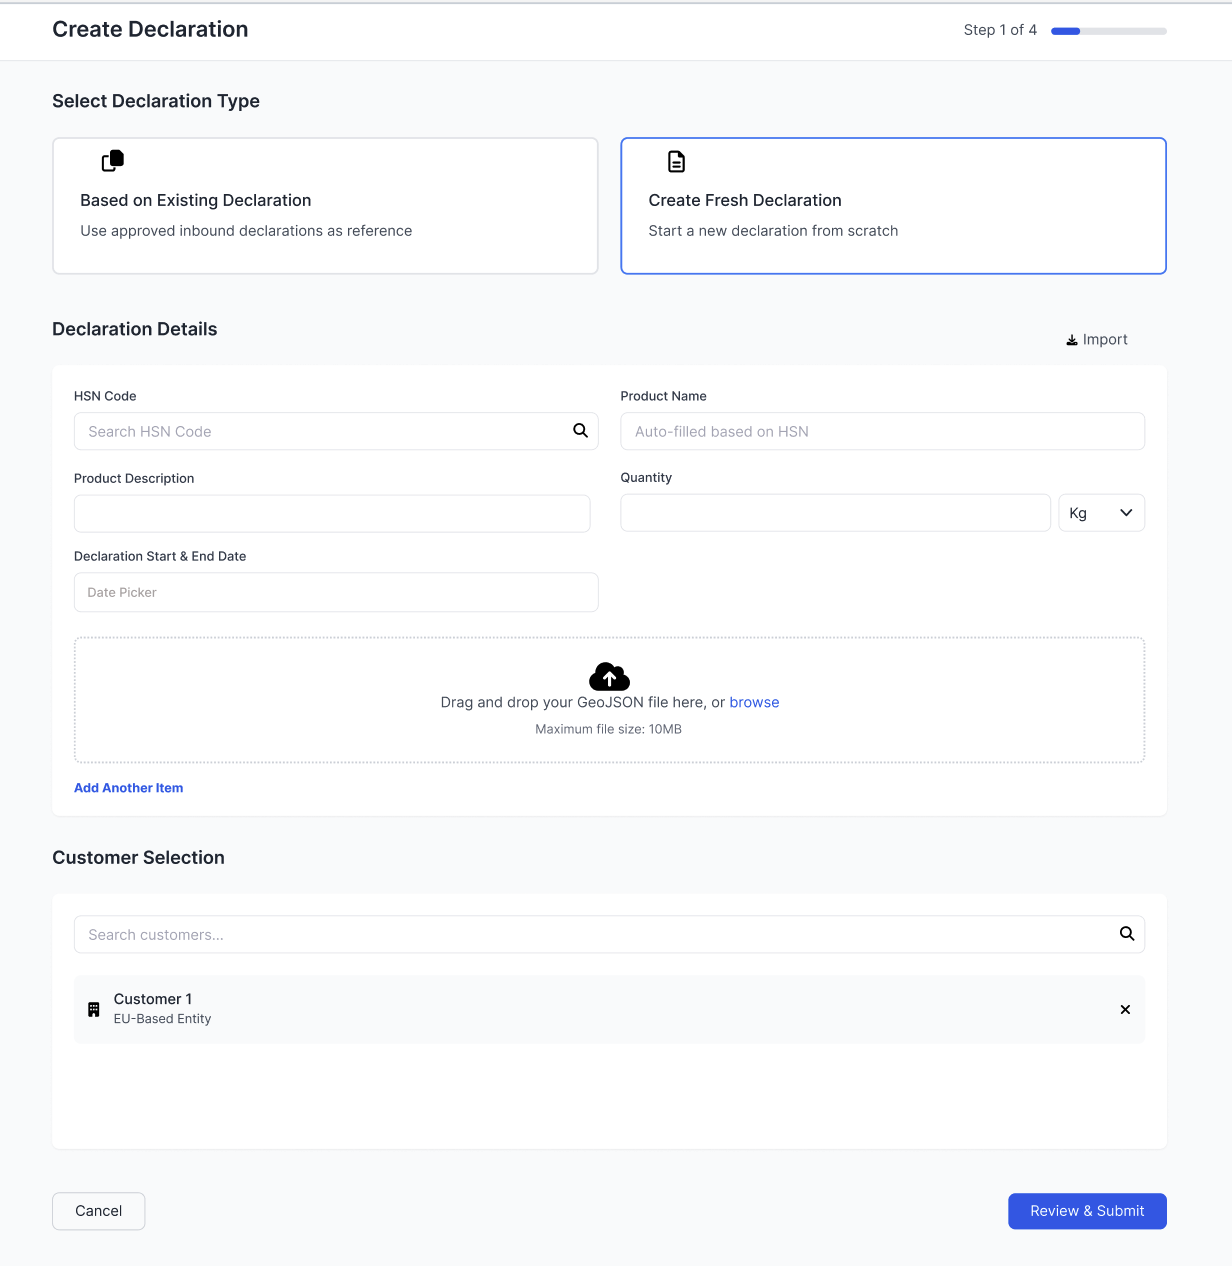 Create Declaration
Step 1 of 4
Select Declaration Type
Based on Existing Declaration
Use approved inbound declarations as reference
Create Fresh Declaration
Start a new declaration from scratch
Declaration Details
Import
HSN Code
Search HSN Code
Product Name
Auto-filled based on HSN
Product Description
Quantity
Kg
Declaration Start & End Date
Date Picker
Drag and drop your GeoJSON file here, or browse
Maximum file size: 10MB
Add Another Item
Customer Selection
Search customers...
Customer 1
EU-Based Entity
Cancel
Review & Submit